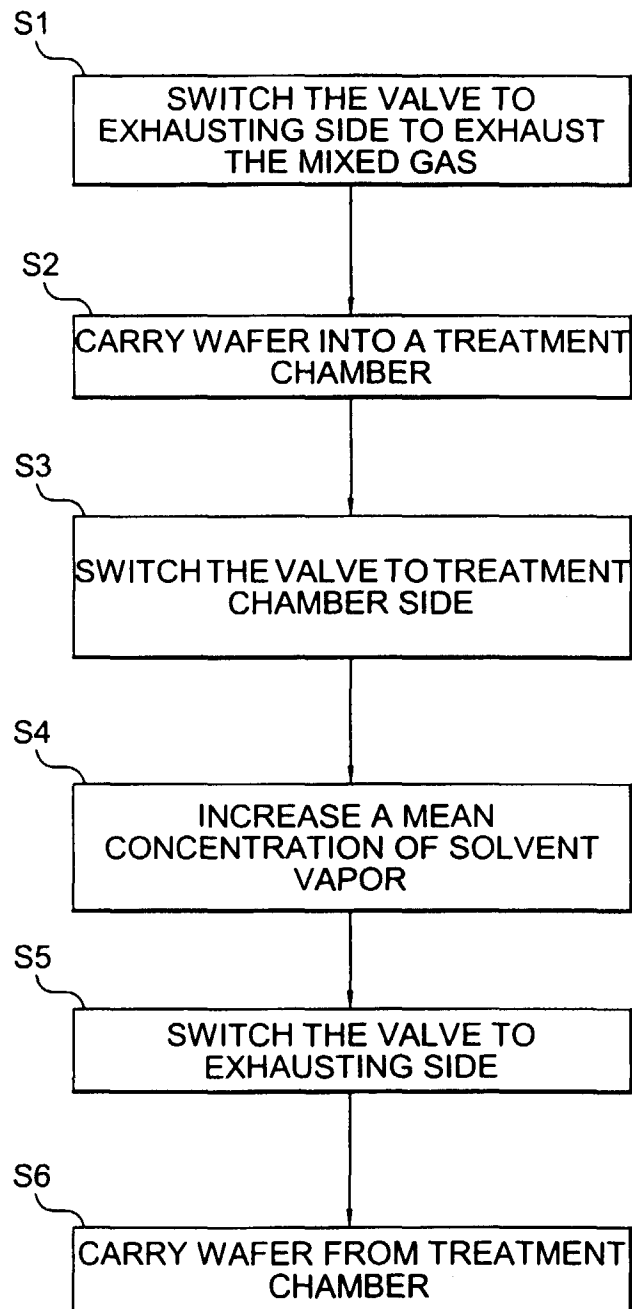 S1
SWITCH THE VALVE TO
EXHAUSTING SIDE TO EXHAUST
THE MIXED GAS
S2
CARRY WAFER INTO A TREATMENT
CHAMBER
S3
SWITCH THE VALVE TO TREATMENT
CHAMBER SIDE
S4
INCREASE A MEAN
CONCENTRATION OF SOLVENT
VAPOR
S5
SWITCH THE VALVE TO
EXHAUSTING SIDE
S6
CARRY WAFER FROM TREATMENT
CHAMBER